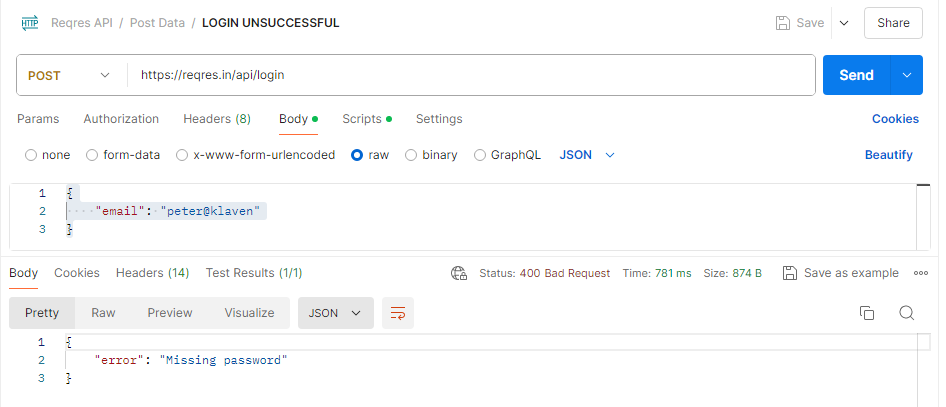 HTTP Reqres API / Post Data / LOGIN UNSUCCESSFUL Save Share
POST https://reqres.in/api/login Send
Params Authorization Headers (8) Body Scripts Settings Cookies
none form-data x-www-form-urlencoded raw binary GraphQL JSON Beautify
1 {
2 "email": "peter@klaven"
3 }
Body Cookies Headers (14) Test Results (1/1) Status: 400 Bad Request Time: 781 ms Size: 874 B Save as example
Pretty Raw Preview Visualize JSON
1 {
2 "error": "Missing password"
3 }